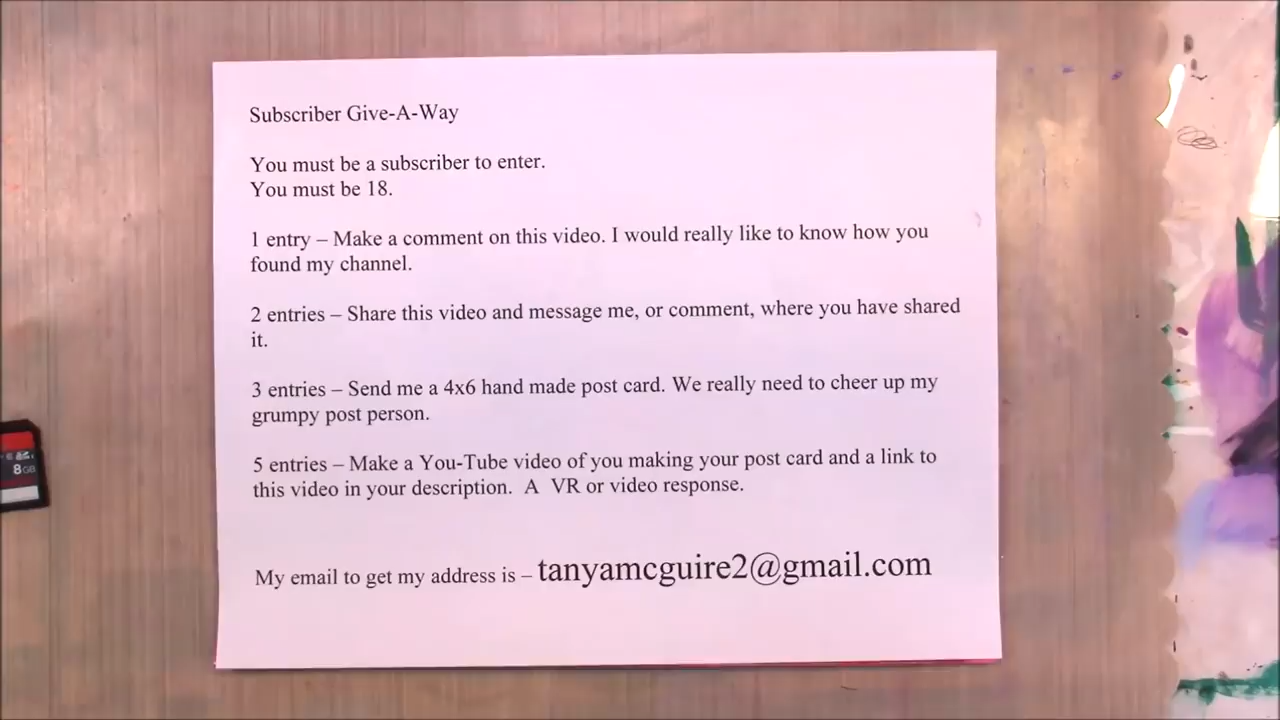 Subscriber Give-A-Way
You must be a subscriber to enter.
You must be 18.
1 entry – Make a comment on this video. I would really like to know how you
found my channel.
2 entries – Share this video and message me, or comment, where you have shared
it.
3 entries – Send me a 4x6 hand made post card. We really need to cheer up my
grumpy post person.
5 entries – Make a You-Tube video of you making your post card and a link to
this video in your description.  A  VR or video response.
My email to get my address is – tanyamcguire2@gmail.com
8GB